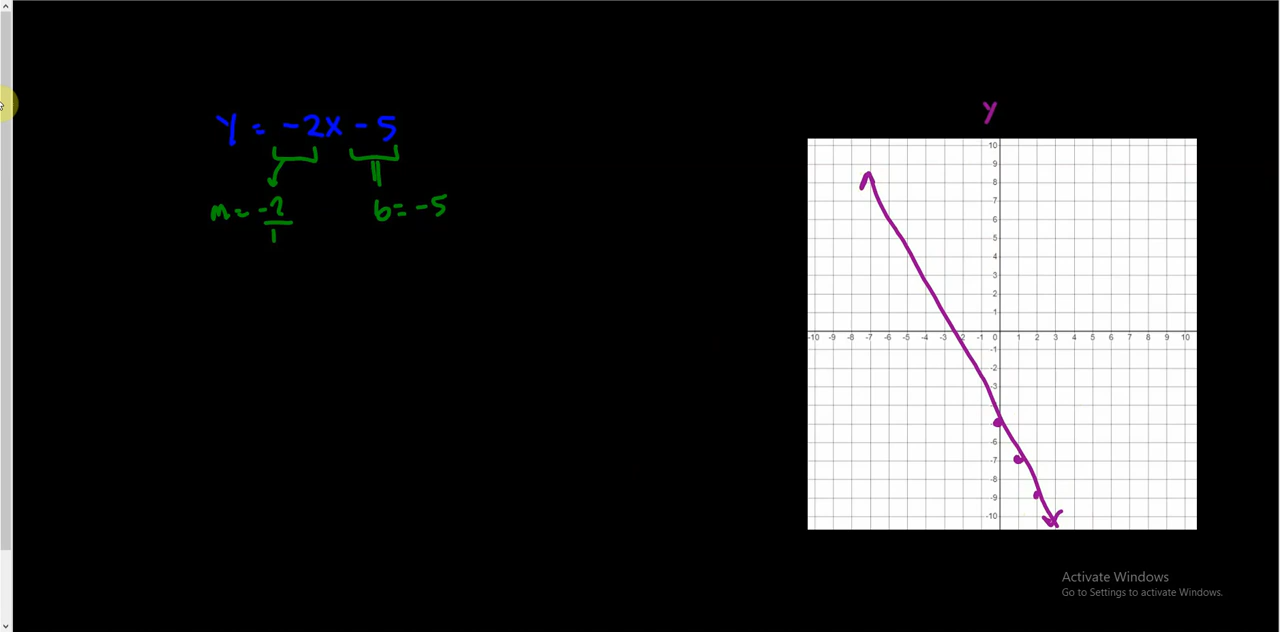 y = -2x - 5
m = -2/1
b = -5
y
10
9
8
7
6
5
4
3
2
1
-10 -9 -8 -7 -6 -5 -4 -3 -2 -1 0 1 2 3 4 5 6 7 8 9 10
-1
-2
-3
-4
-6
-7
-8
-9
-10
Activate Windows
Go to Settings to activate Windows.